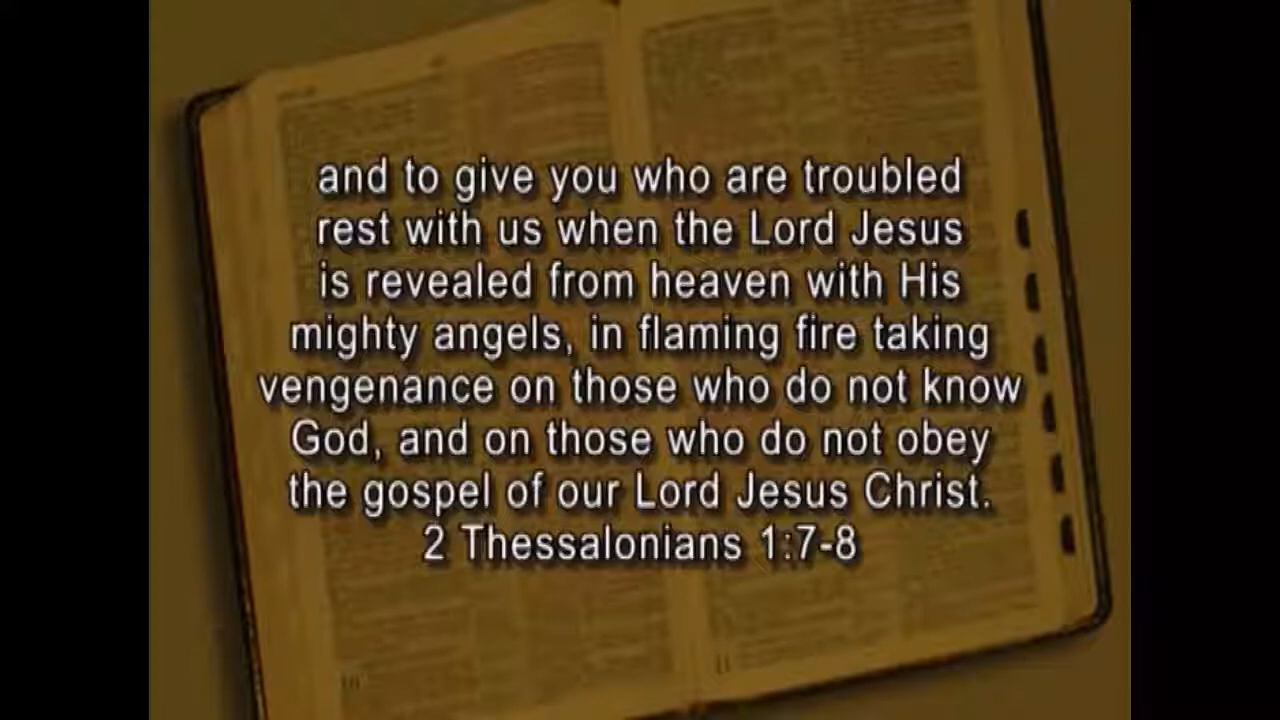 and to give you who are troubled
rest with us when the Lord Jesus
is revealed from heaven with His
mighty angels, in flaming fire taking
vengenance on those who do not know
God, and on those who do not obey
the gospel of our Lord Jesus Christ.
2 Thessalonians 1:7-8